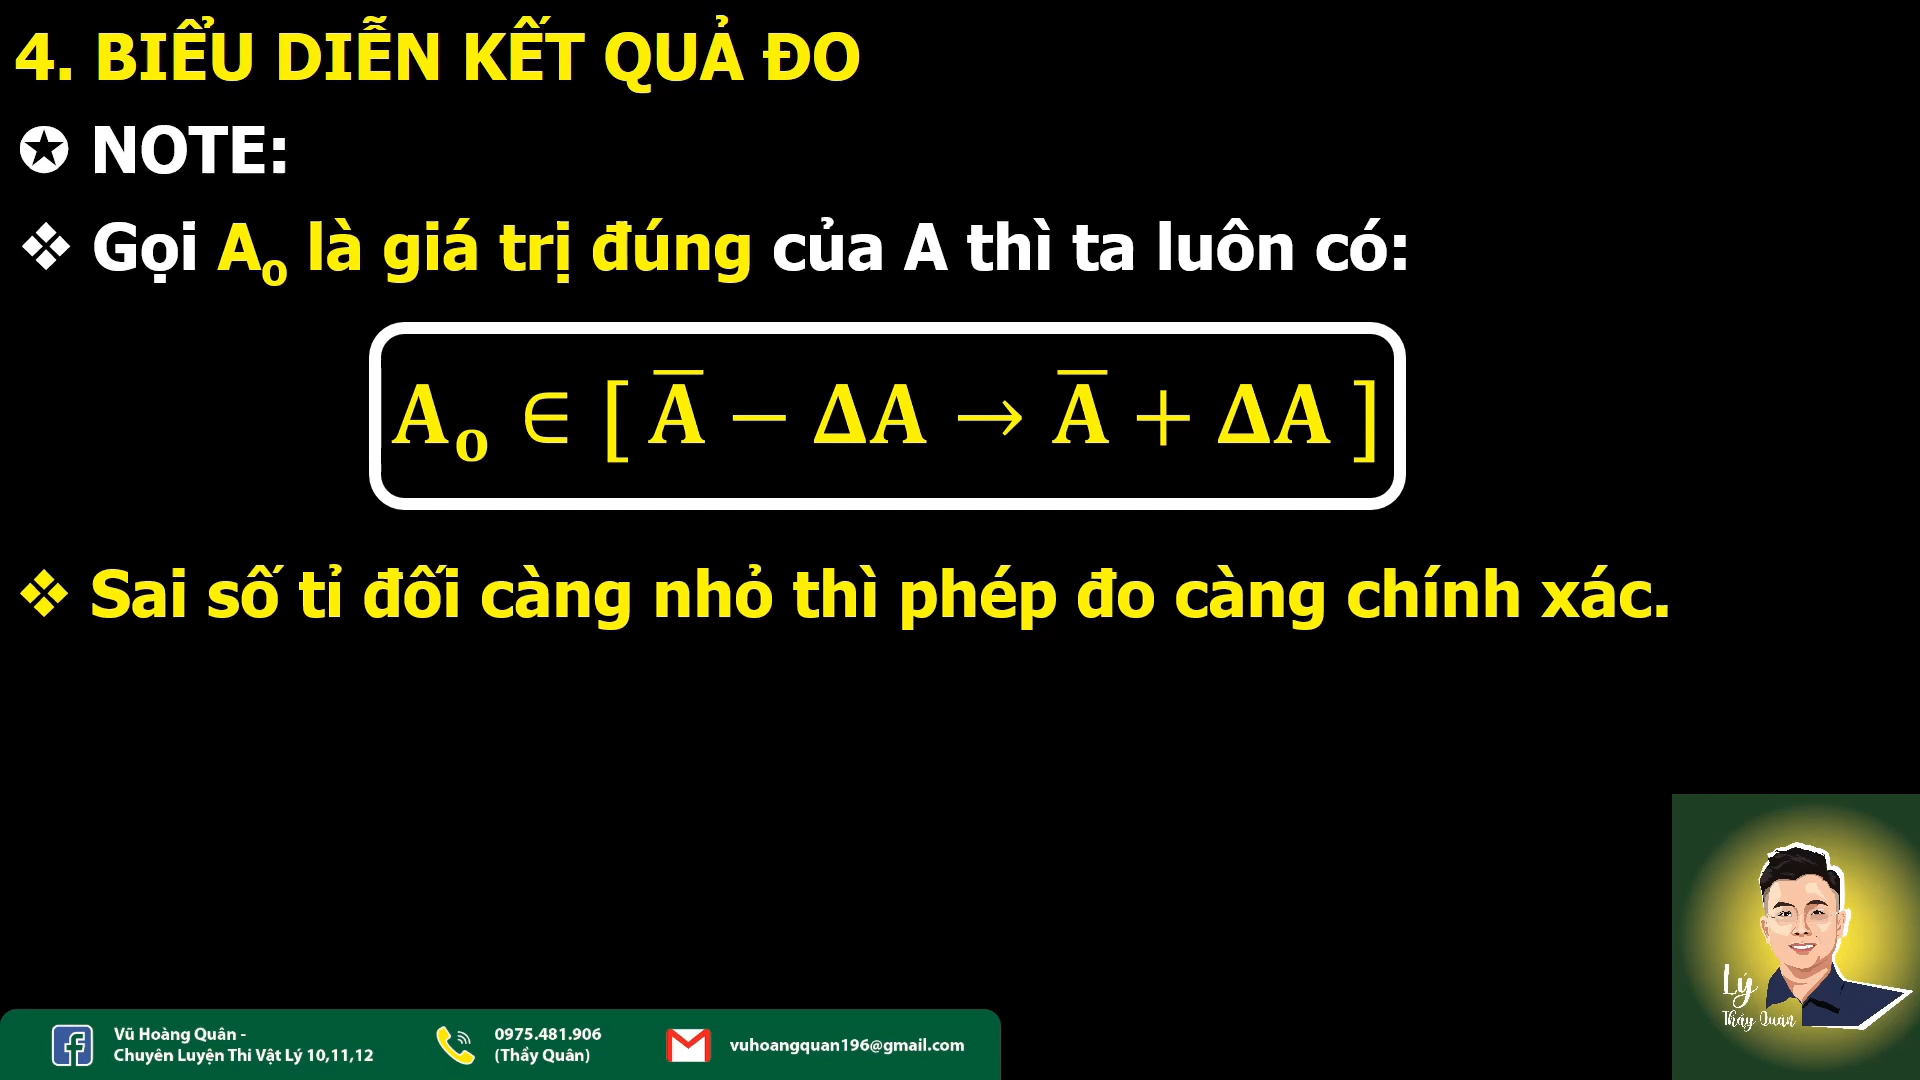 4. BIỂU DIỄN KẾT QUẢ ĐO
✪ NOTE:
❖ Gọi A₀ là giá trị đúng của A thì ta luôn có:
A₀ ∈ [ A̅ − ΔA → A̅ + ΔA ]
❖ Sai số tỉ đối càng nhỏ thì phép đo càng chính xác.
Lý
Thầy Quân
Vũ Hoàng Quân -
Chuyên Luyện Thi Vật Lý 10,11,12
0975.481.906
(Thầy Quân)
vuhoangquan196@gmail.com